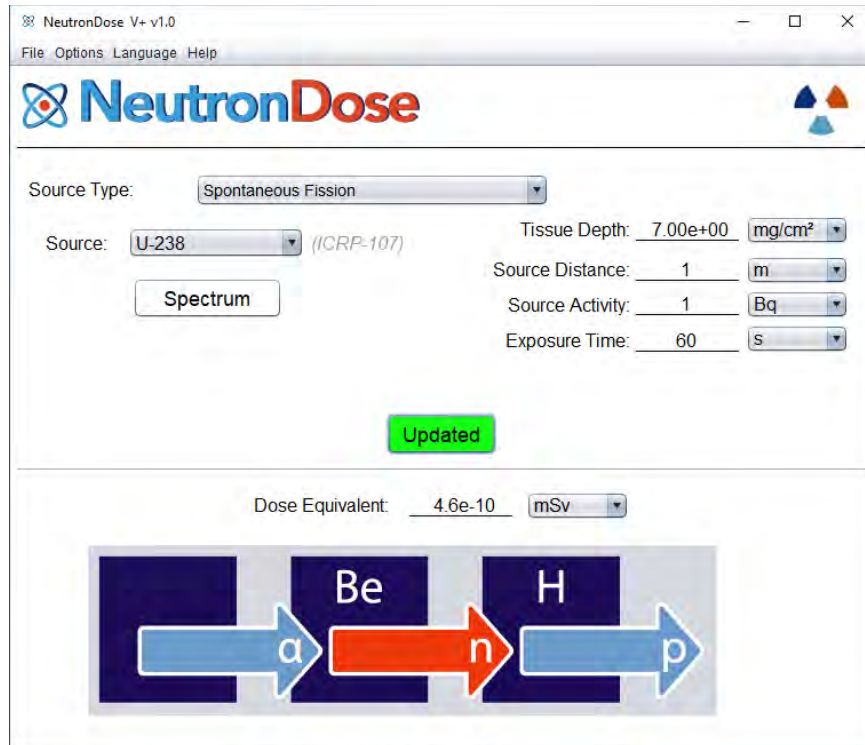 NeutronDose V+ v1.0
File Options Language Help
NeutronDose
Source Type: Spontaneous Fission
Source: U-238 (ICRP-107)
Spectrum
Tissue Depth: 7.00e+00 mg/cm²
Source Distance: 1 m
Source Activity: 1 Bq
Exposure Time: 60 s
Updated
Dose Equivalent: 4.6e-10 mSv
Be H
α n p